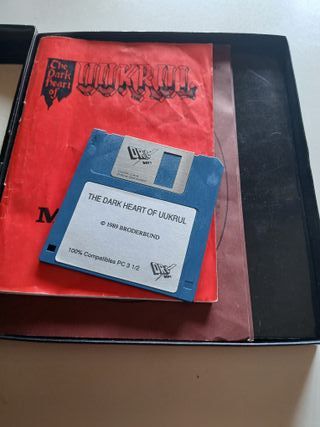 The
Dark
Heart
of
UUKRUL
M
THE DARK HEART OF UUKRUL
© 1989 BRODERBUND
100% Compatibles PC 3 1/2